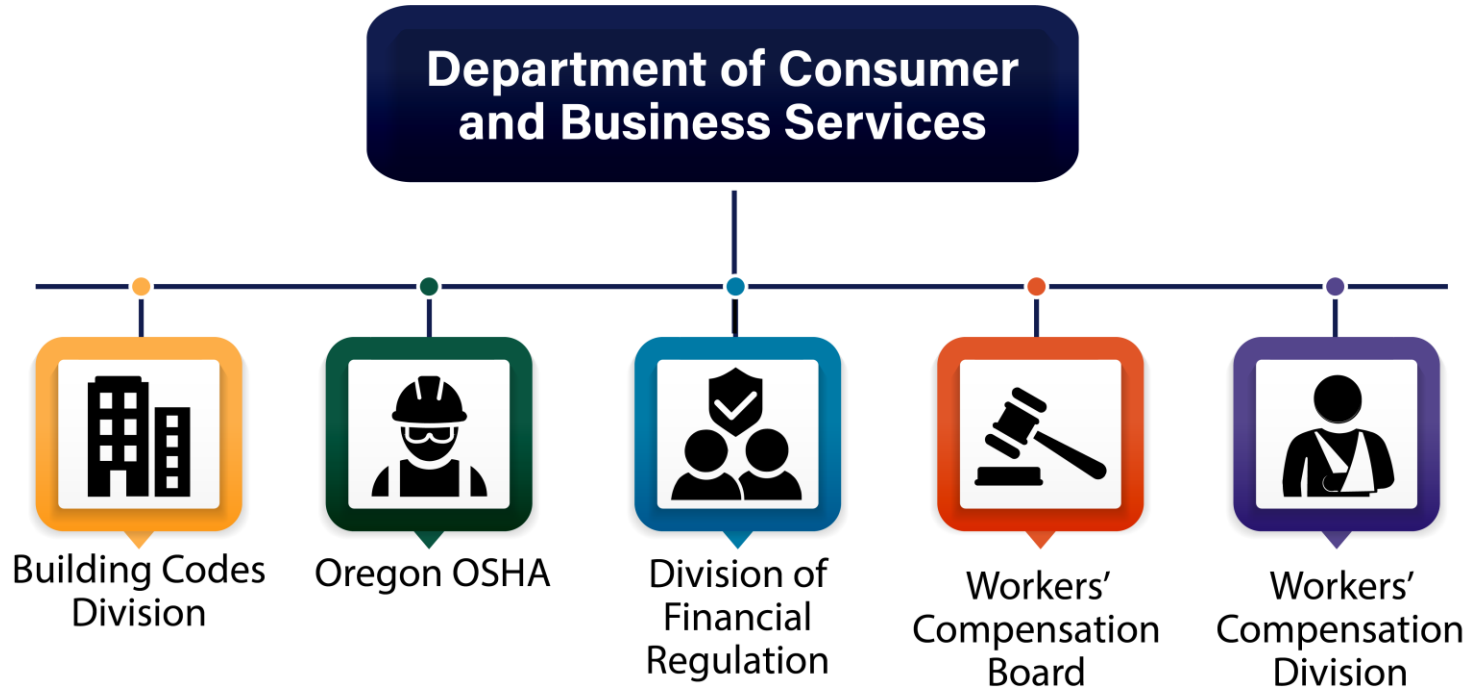 Department of Consumer
and Business Services
Building Codes
Division
Oregon OSHA
Division of
Financial
Regulation
Workers’
Compensation
Board
Workers’
Compensation
Division